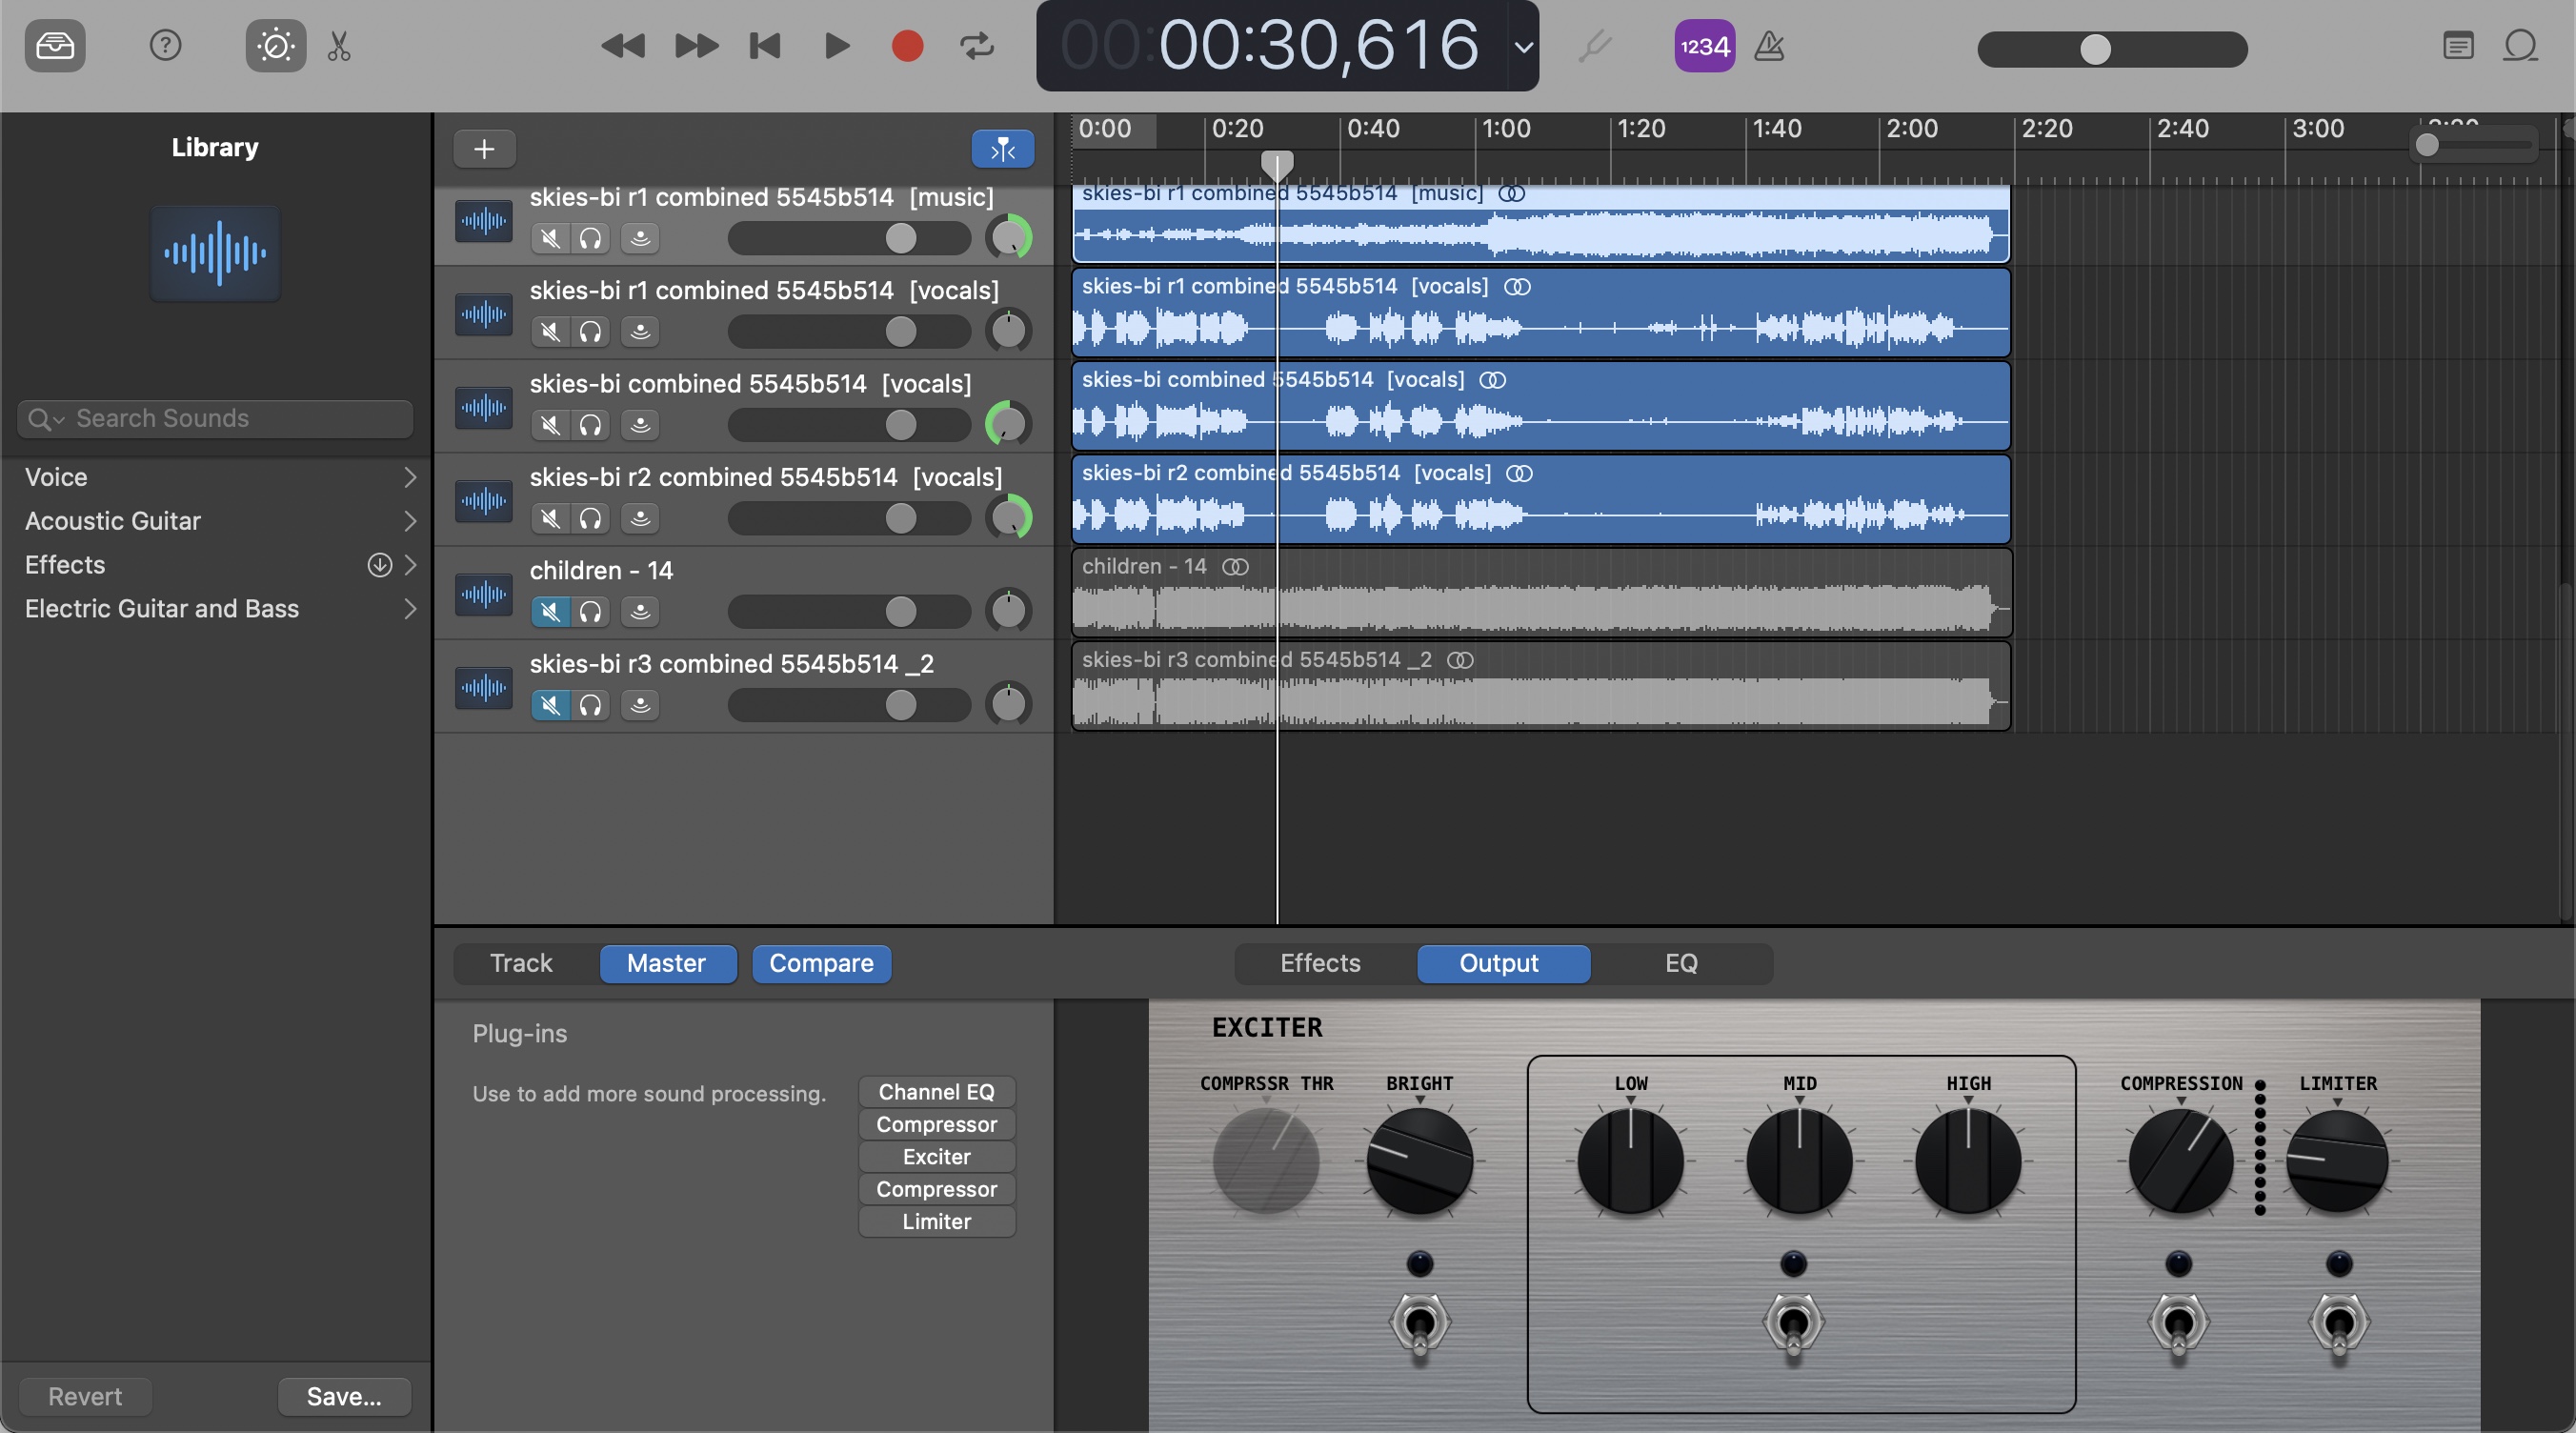 00:00:30,616
1234
Library
Search Sounds
Voice
Acoustic Guitar
Effects
Electric Guitar and Bass
Revert
Save...
0:00 0:20 0:40 1:00 1:20 1:40 2:00 2:20 2:40 3:00
skies-bi r1 combined 5545b514 [music]
skies-bi r1 combined 5545b514 [vocals]
skies-bi combined 5545b514 [vocals]
skies-bi r2 combined 5545b514 [vocals]
children - 14
skies-bi r3 combined 5545b514 _2
skies-bi r1 combined 5545b514 [music]
skies-bi r1 combined 5545b514 [vocals]
skies-bi combined 5545b514 [vocals]
skies-bi r2 combined 5545b514 [vocals]
children - 14
skies-bi r3 combined 5545b514 _2
Track Master Compare
Effects Output EQ
Plug-ins
Use to add more sound processing.
Channel EQ
Compressor
Exciter
Compressor
Limiter
EXCITER
COMPRSSR THR BRIGHT LOW MID HIGH COMPRESSION LIMITER